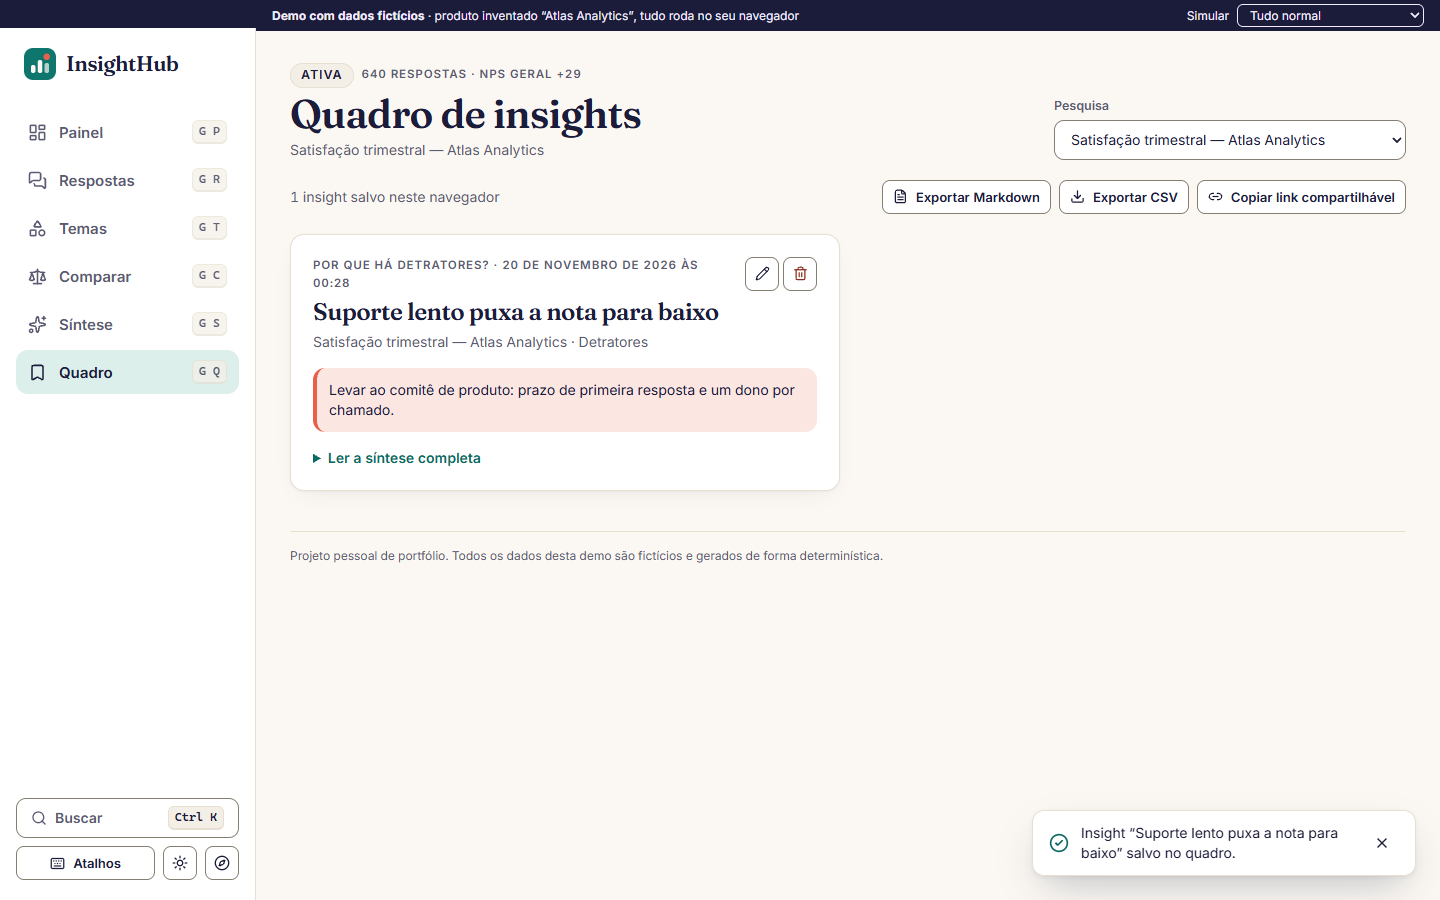 Demo com dados fictícios · produto inventado “Atlas Analytics”, tudo roda no seu navegador
Simular
Tudo normal
InsightHub
Painel
G P
Respostas
G R
Temas
G T
Comparar
G C
Síntese
G S
Quadro
G Q
Buscar
Ctrl K
Atalhos
ATIVA
640 RESPOSTAS · NPS GERAL +29
Quadro de insights
Satisfação trimestral — Atlas Analytics
Pesquisa
Satisfação trimestral — Atlas Analytics
1 insight salvo neste navegador
Exportar Markdown
Exportar CSV
Copiar link compartilhável
POR QUE HÁ DETRATORES? · 20 DE NOVEMBRO DE 2026 ÀS
00:28
Suporte lento puxa a nota para baixo
Satisfação trimestral — Atlas Analytics · Detratores
Levar ao comitê de produto: prazo de primeira resposta e um dono por
chamado.
Ler a síntese completa
Projeto pessoal de portfólio. Todos os dados desta demo são fictícios e gerados de forma determinística.
Insight “Suporte lento puxa a nota para
baixo” salvo no quadro.